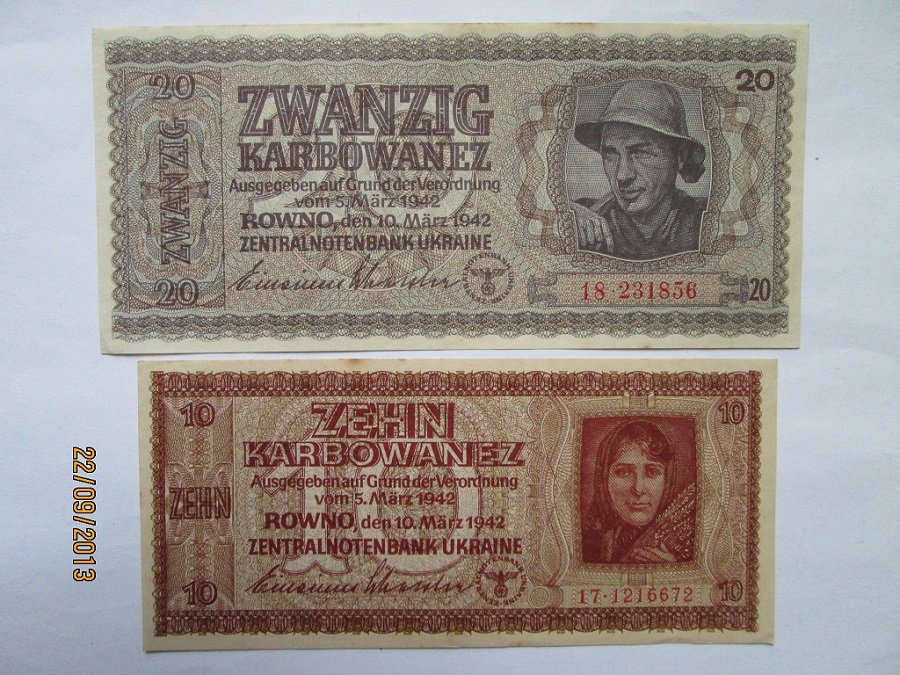 20
20
ZWANZIG
ZWANZIG
KARBOWANEZ
Ausgegeben auf Grund der Verordnung
vom 5. März 1942
ROWNO, den 10. März 1942
ZENTRALNOTENBANK UKRAINE
18·231856
20
20
10
10
ZEHN
KARBOWANEZ
ZEHN
Ausgegeben auf Grund der Verordnung
vom 5. März 1942
ROWNO, den 10. März 1942
ZENTRALNOTENBANK UKRAINE
17·1216672
10
10
22/09/2013